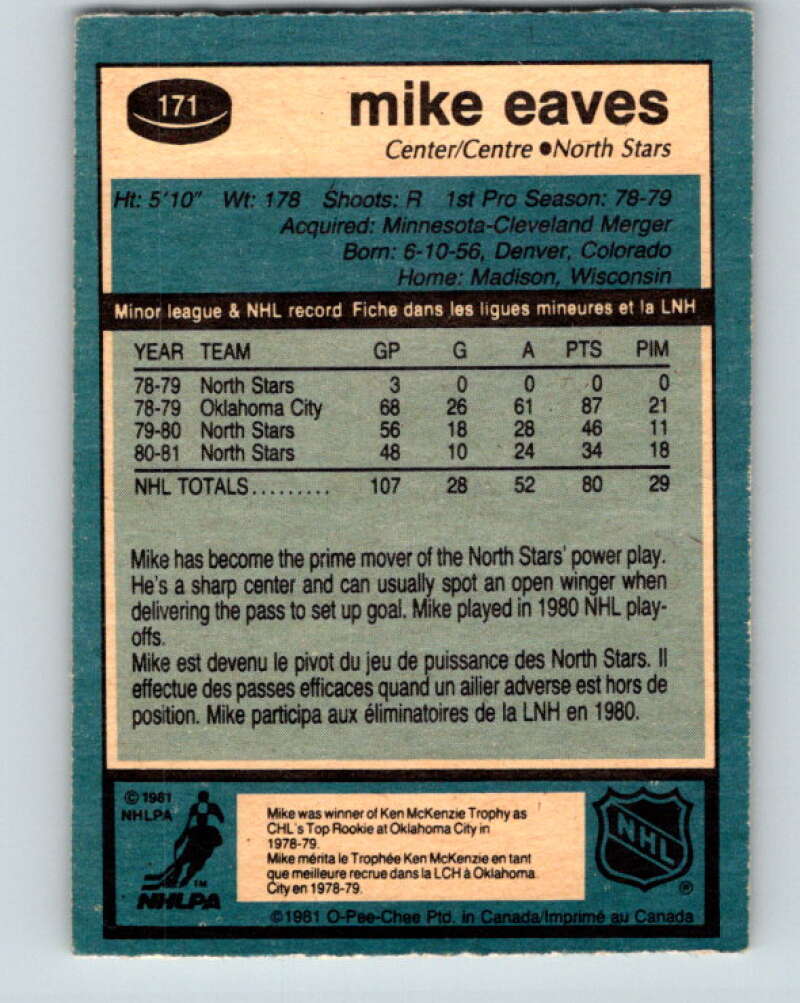 171
mike eaves
Center/Centre ●North Stars
Ht: 5'10" Wt: 178 Shoots: R 1st Pro Season: 78-79
Acquired: Minnesota-Cleveland Merger
Born: 6-10-56, Denver, Colorado
Home: Madison, Wisconsin
Minor league & NHL record Fiche dans les ligues mineures et la LNH
YEAR TEAM GP G A PTS PIM
78-79 North Stars 3 0 0 0 0
78-79 Oklahoma City 68 26 61 87 21
79-80 North Stars 56 18 28 46 11
80-81 North Stars 48 10 24 34 18
NHL TOTALS......... 107 28 52 80 29
Mike has become the prime mover of the North Stars' power play.
He's a sharp center and can usually spot an open winger when
delivering the pass to set up goal. Mike played in 1980 NHL play-
offs.
Mike est devenu le pivot du jeu de puissance des North Stars. Il
effectue des passes efficaces quand un ailier adverse est hors de
position. Mike participa aux éliminatoires de la LNH en 1980.
© 1981
NHLPA
TM
NHLPA
Mike was winner of Ken McKenzie Trophy as
CHL's Top Rookie at Oklahoma City in
1978-79.
Mike mérita le Trophée Ken McKenzie en tant
que meilleure recrue dans la LCH à Oklahoma
City en 1978-79.
NHL
®
©1981 O-Pee-Chee Ptd. in Canada/Imprimé au Canada